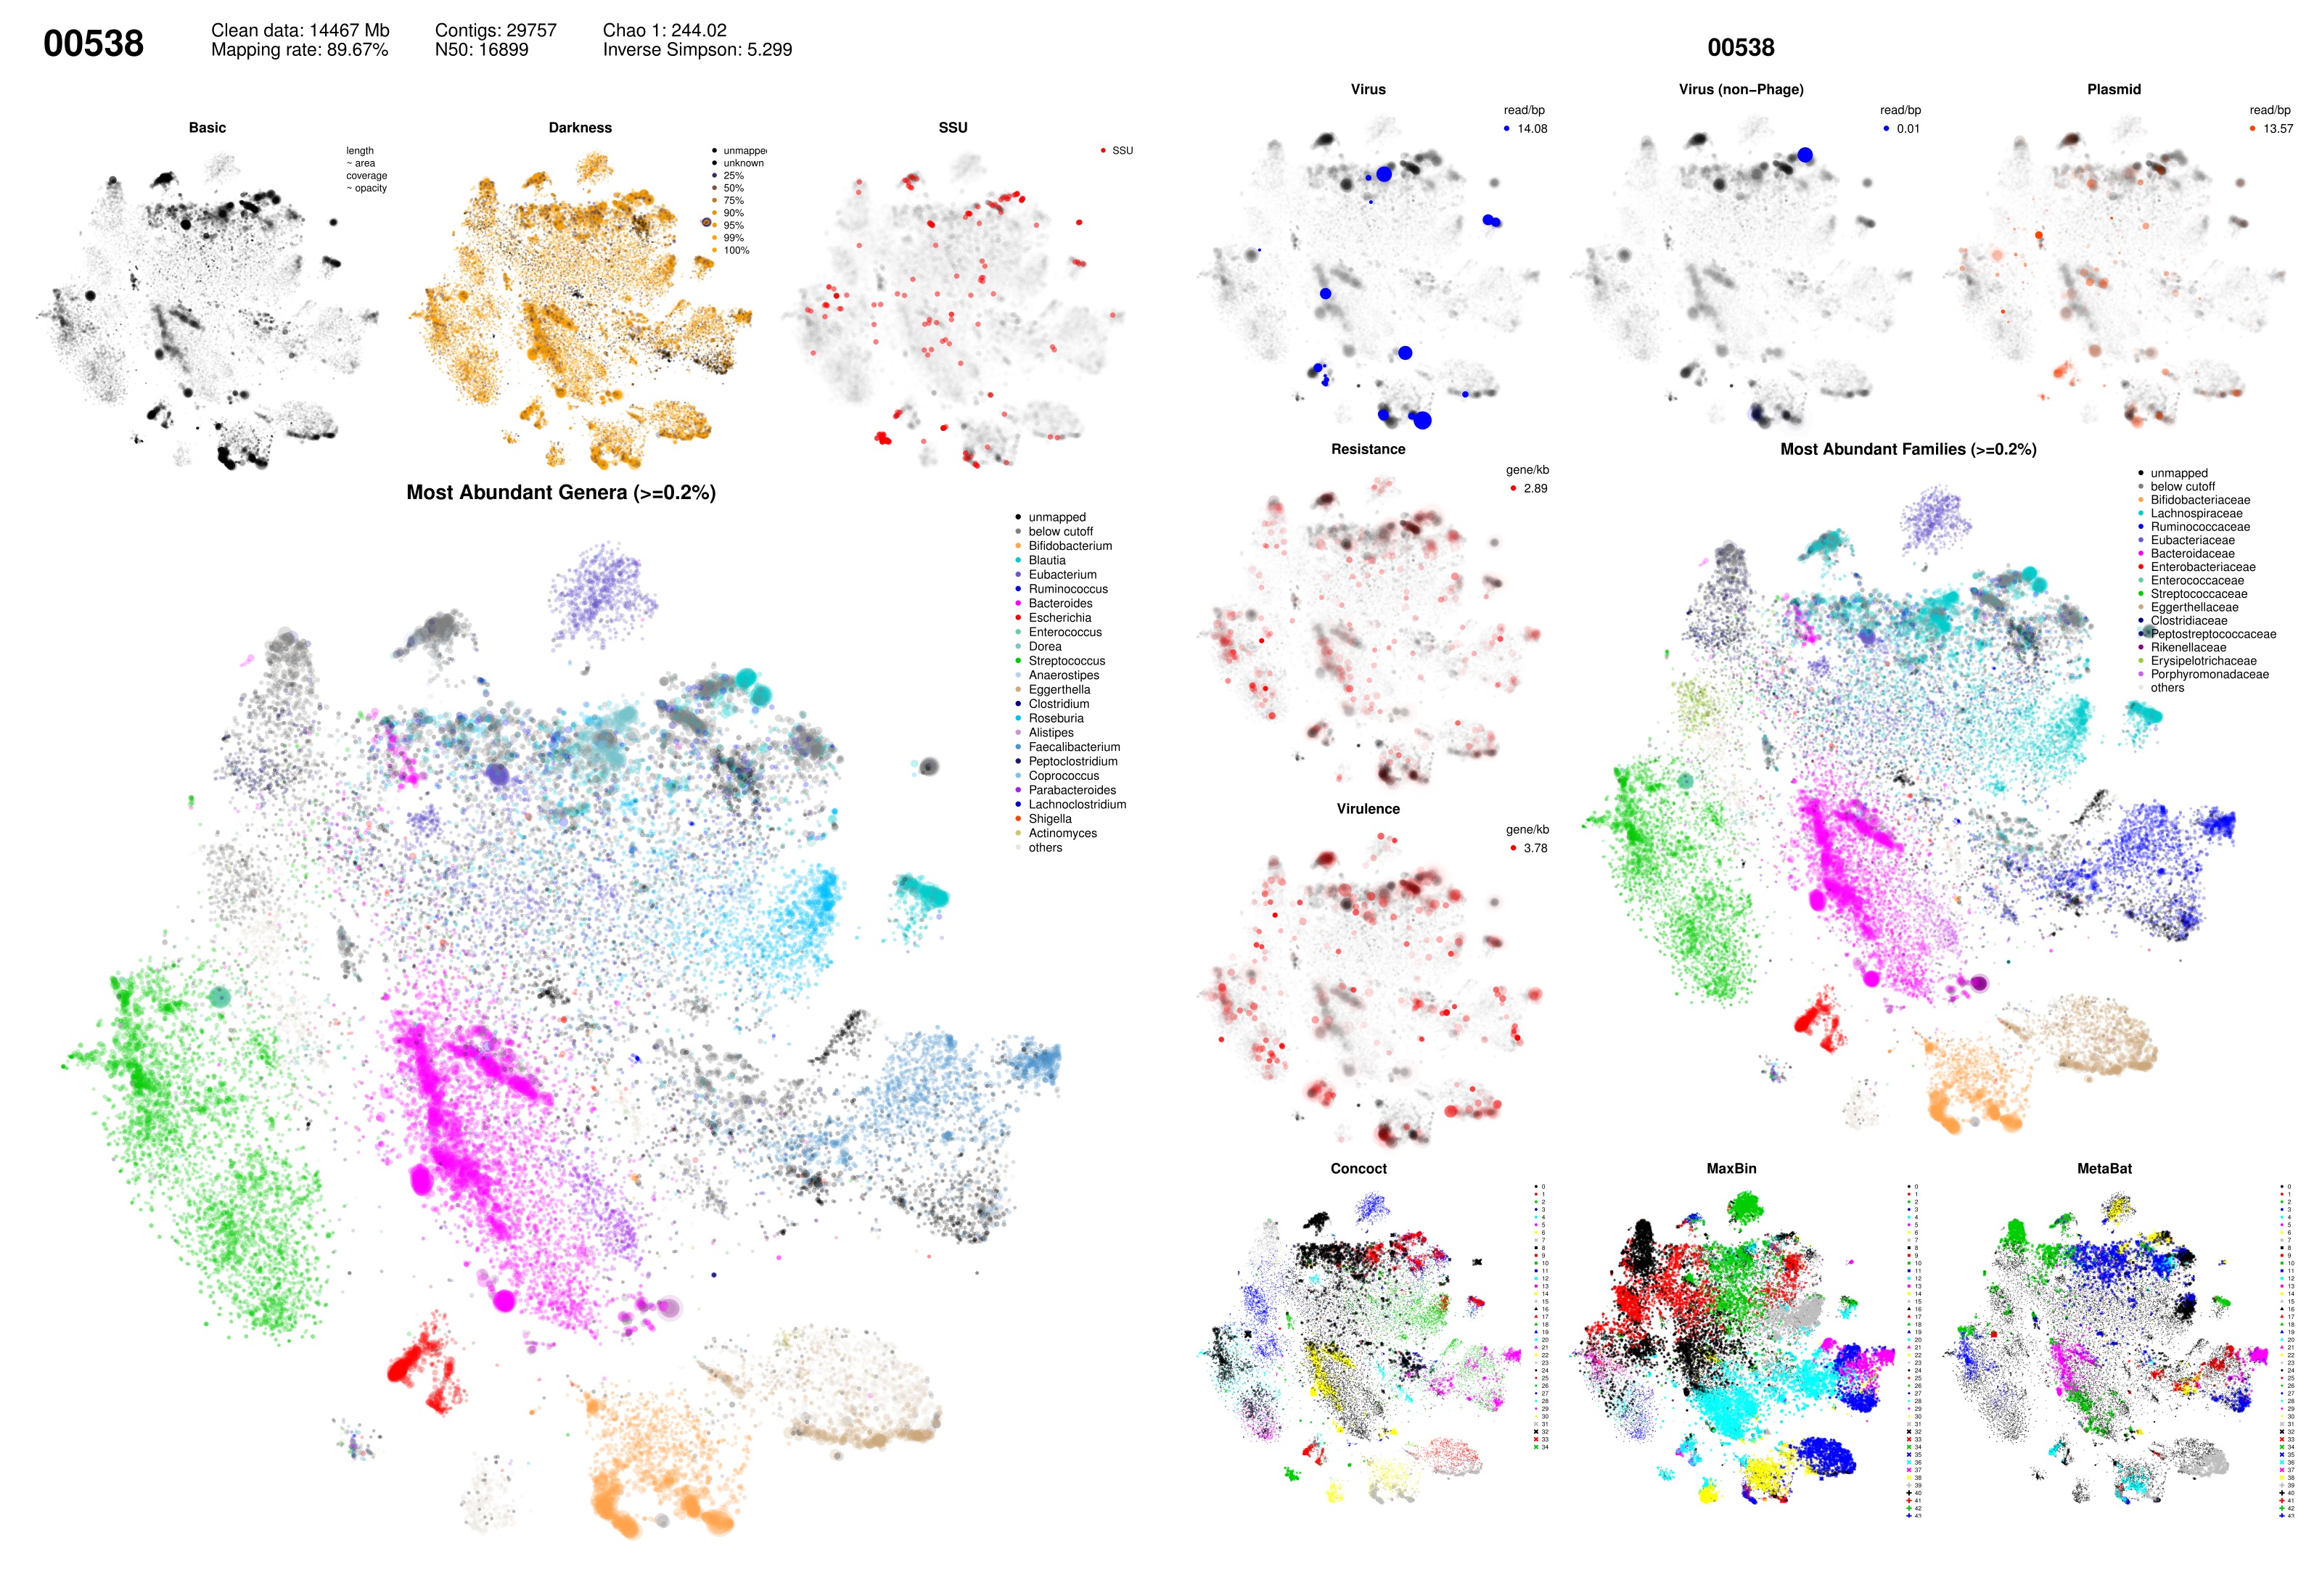 00538
Clean data: 14467 Mb
Mapping rate: 89.67%
Contigs: 29757
N50: 16899
Chao 1: 244.02
Inverse Simpson: 5.299
Basic
length
~ area
coverage
~ opacity
Darkness
unmapped
unknown
25%
50%
75%
90%
95%
99%
100%
SSU
SSU
Most Abundant Genera (>=0.2%)
unmapped
below cutoff
Bifidobacterium
Blautia
Eubacterium
Ruminococcus
Bacteroides
Escherichia
Enterococcus
Dorea
Streptococcus
Anaerostipes
Eggerthella
Clostridium
Roseburia
Alistipes
Faecalibacterium
Peptoclostridium
Coprococcus
Parabacteroides
Lachnoclostridium
Shigella
Actinomyces
others
00538
Virus
read/bp
14.08
Virus (non−Phage)
read/bp
0.01
Plasmid
read/bp
13.57
Resistance
gene/kb
2.89
Virulence
gene/kb
3.78
Most Abundant Families (>=0.2%)
unmapped
below cutoff
Bifidobacteriaceae
Lachnospiraceae
Ruminococcaceae
Eubacteriaceae
Bacteroidaceae
Enterobacteriaceae
Enterococcaceae
Streptococcaceae
Eggerthellaceae
Clostridiaceae
Peptostreptococcaceae
Rikenellaceae
Erysipelotrichaceae
Porphyromonadaceae
others
Concoct
0
1
2
3
4
5
6
7
8
9
10
11
12
13
14
15
16
17
18
19
20
21
22
23
24
25
26
27
28
29
30
31
32
33
34
MaxBin
0
1
2
3
4
5
6
7
8
9
10
11
12
13
14
15
16
17
18
19
20
21
22
23
24
25
26
27
28
29
30
31
32
33
34
35
36
37
38
39
40
41
42
43
MetaBat
0
1
2
3
4
5
6
7
8
9
10
11
12
13
14
15
16
17
18
19
20
21
22
23
24
25
26
27
28
29
30
31
32
33
34
35
36
37
38
39
40
41
42
43